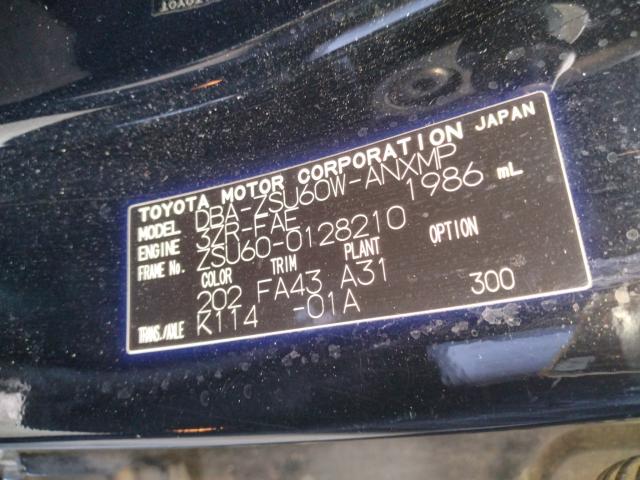 TOYOTA
TOYOTA MOTOR CORPORATION JAPAN
MODEL DBA-ZSU60W-ANXMP
ENGINE 3ZR-FAE 1986 mL
FRAME No. ZSU60-0128210
COLOR TRIM PLANT OPTION
202 FA43 A31
TRANS./AXLE K114 -01A 300